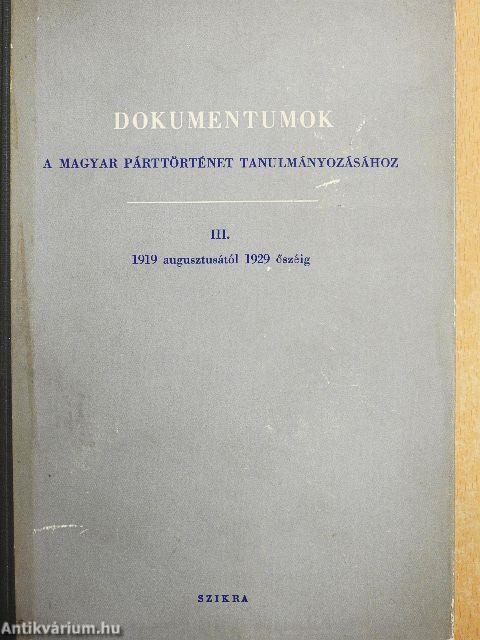 DOKUMENTUMOK
A MAGYAR PÁRTTÖRTÉNET TANULMÁNYOZÁSÁHOZ
III.
1919 augusztusától 1929 őszéig
SZIKRA
Antikvárium.hu